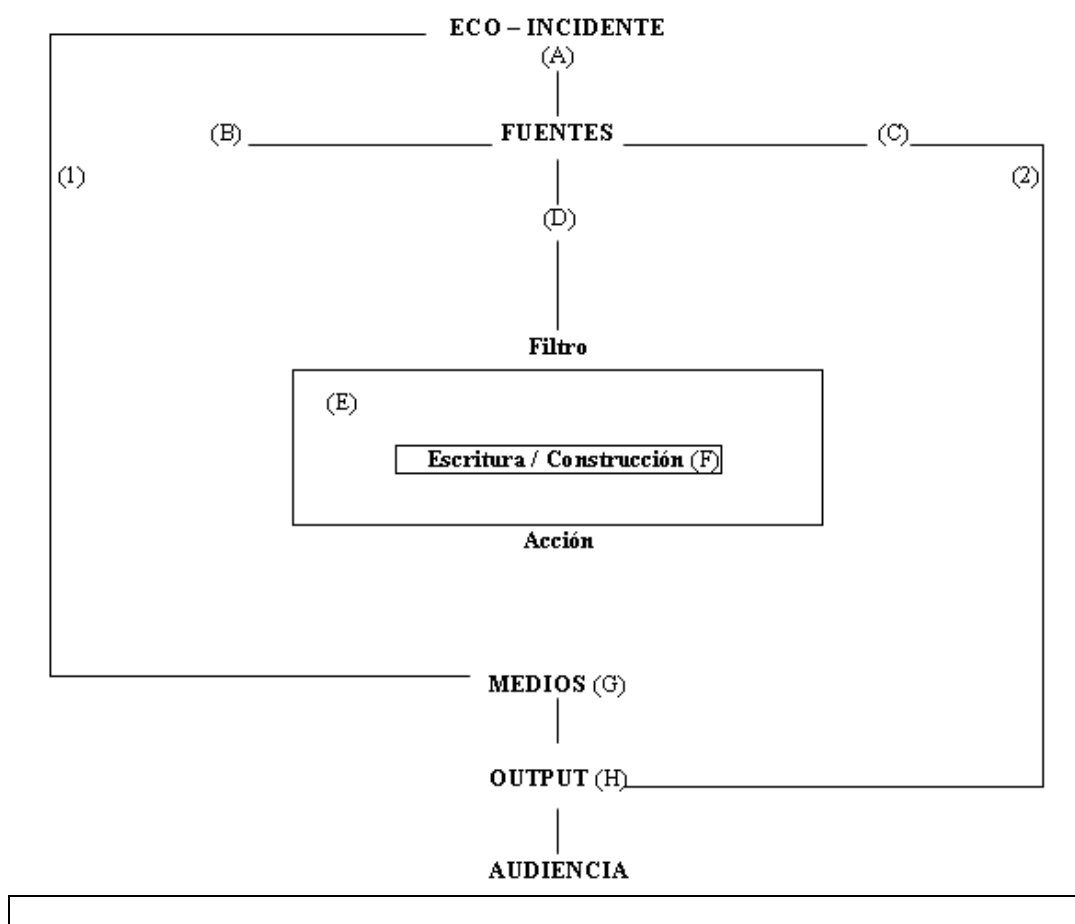 ECO – INCIDENTE
(A)
(B) FUENTES (C)
(1) (2)
(D)
Filtro
(E)
Escritura / Construcción (F)
Acción
MEDIOS (G)
OUTPUT (H)
AUDIENCIA